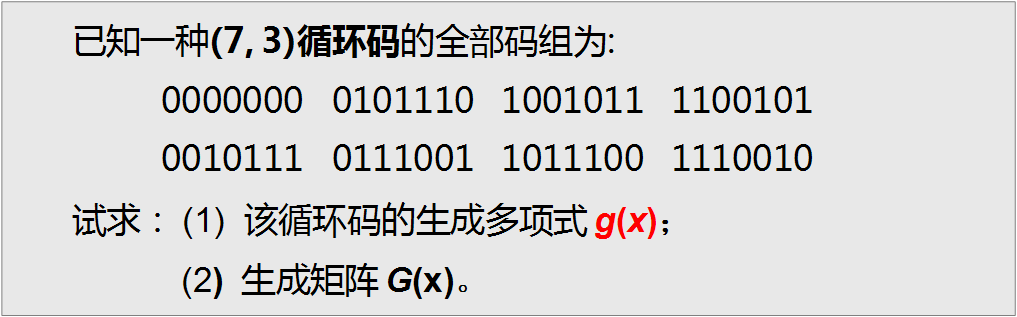 已知一种(7, 3)循环码的全部码组为:
0000000 0101110 1001011 1100101
0010111 0111001 1011100 1110010
试求：(1) 该循环码的生成多项式 g(x)；
(2) 生成矩阵 G(x)。